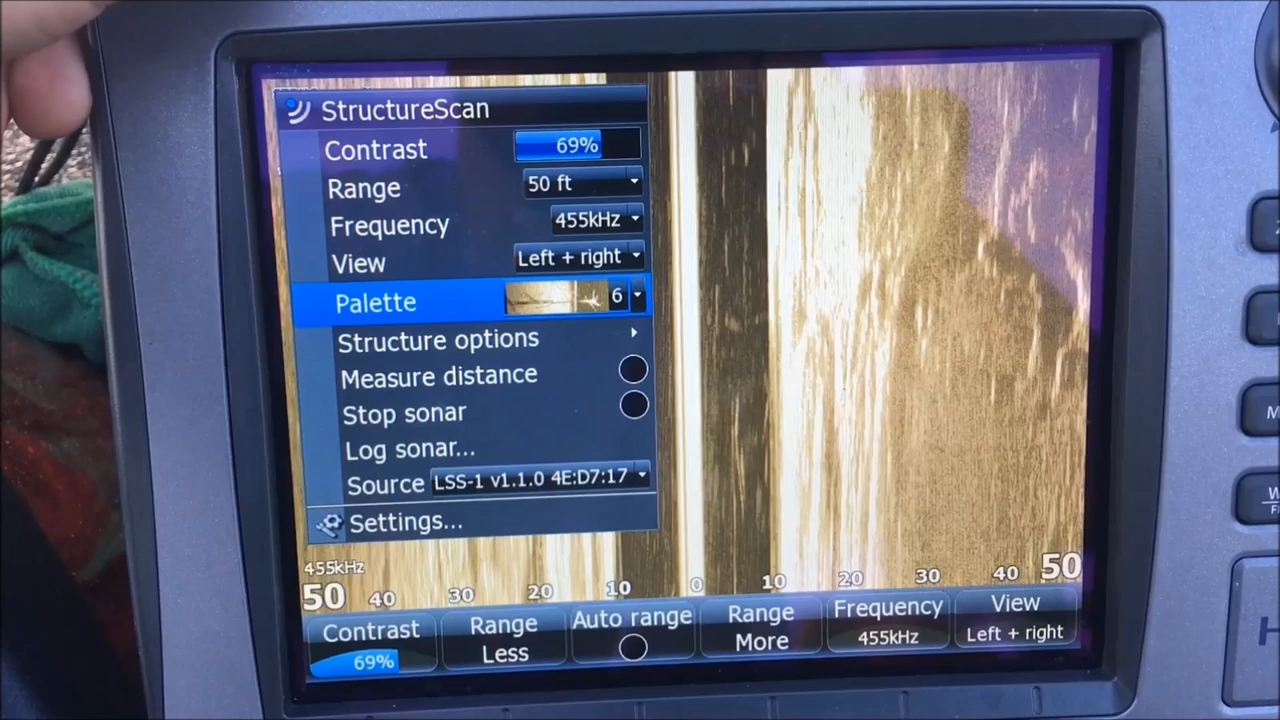 StructureScan
Contrast 69%
Range 50 ft
Frequency 455kHz
View Left + right
Palette 6
Structure options
Measure distance
Stop sonar
Log sonar...
Source LSS-1 v1.1.0 4E:D7:17
Settings...
455kHz
50 40 30 20 10 0 10 20 30 40 50
Contrast 69%
Range Less
Auto range
Range More
Frequency 455kHz
View Left + right